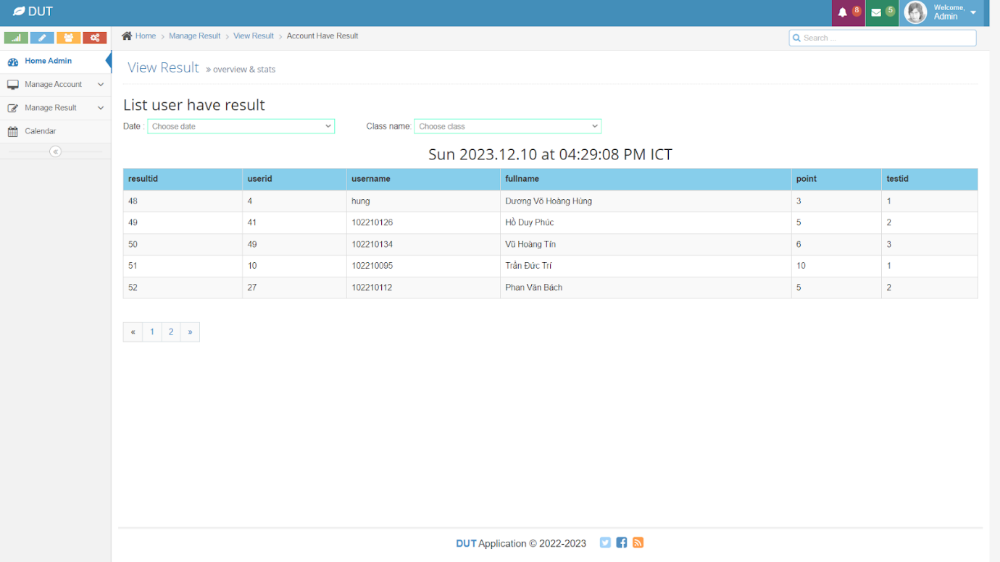 DUT
8
5
Welcome,
Admin
Home > Manage Result > View Result > Account Have Result
Search ...
Home Admin
Manage Account
Manage Result
Calendar
View Result » overview & stats
List user have result
Date : Choose date Class name: Choose class
Sun 2023.12.10 at 04:29:08 PM ICT
resultid userid username fullname point testid
48 4 hung Dương Võ Hoàng Hùng 3 1
49 41 102210126 Hồ Duy Phúc 5 2
50 49 102210134 Vũ Hoàng Tín 6 3
51 10 102210095 Trần Đức Trí 10 1
52 27 102210112 Phan Văn Bách 5 2
« 1 2 »
DUT Application © 2022-2023